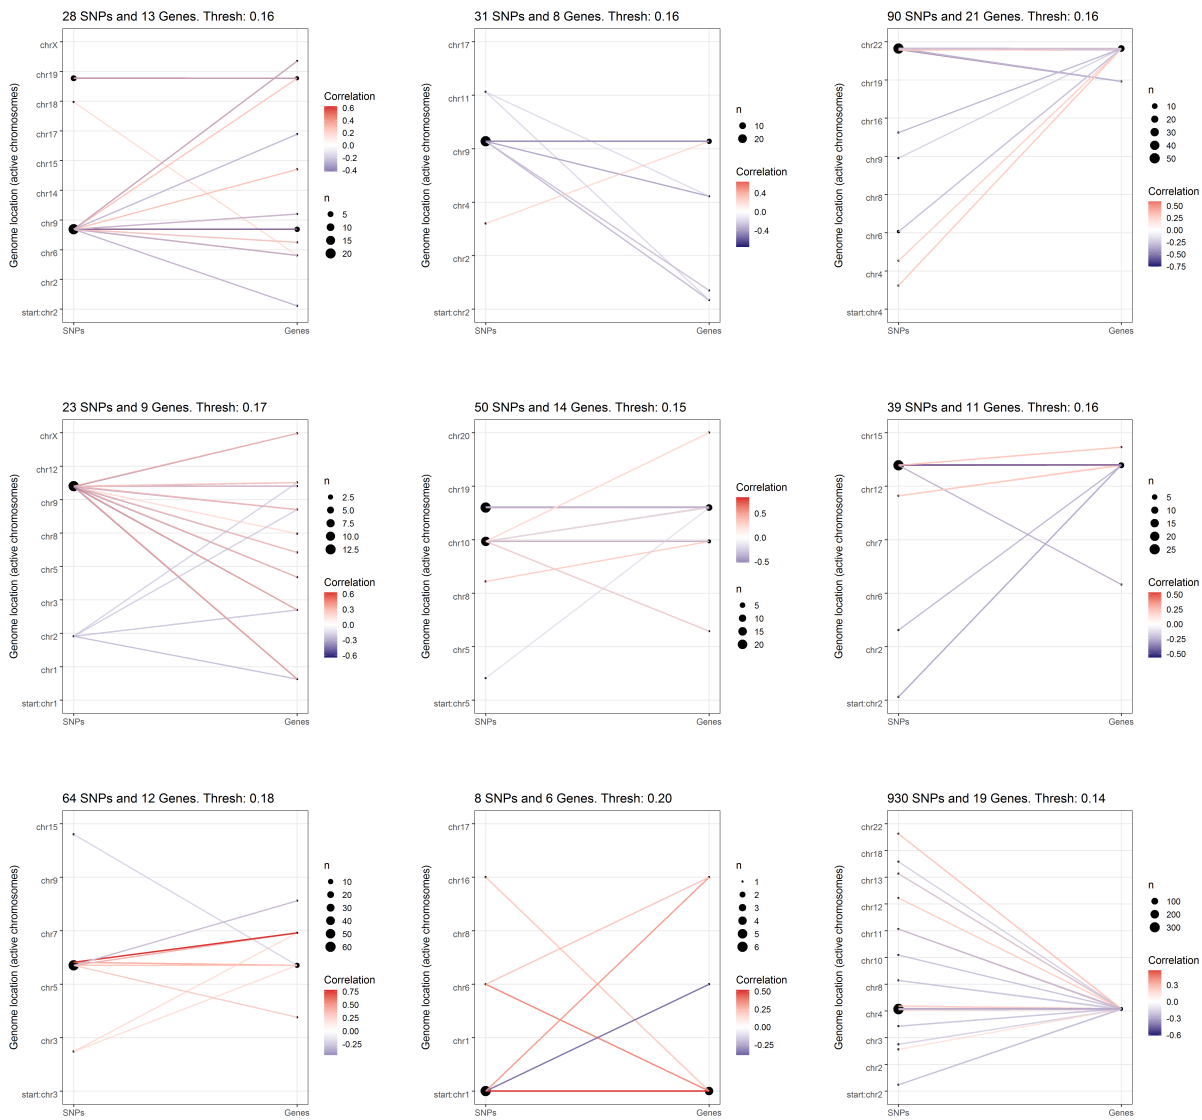 28 SNPs and 13 Genes. Thresh: 0.16
Genome location (active chromosomes)
chrX
chr19
chr18
chr17
chr15
chr14
chr9
chr6
chr2
start:chr2
SNPs
Genes
Correlation
0.6
0.4
0.2
0.0
-0.2
-0.4
n
5
10
15
20
31 SNPs and 8 Genes. Thresh: 0.16
Genome location (active chromosomes)
chr17
chr11
chr9
chr4
chr2
start:chr2
SNPs
Genes
n
10
20
Correlation
0.4
0.0
-0.4
90 SNPs and 21 Genes. Thresh: 0.16
Genome location (active chromosomes)
chr22
chr19
chr16
chr9
chr8
chr6
chr4
start:chr4
SNPs
Genes
n
10
20
30
40
50
Correlation
0.50
0.25
0.00
-0.25
-0.50
-0.75
23 SNPs and 9 Genes. Thresh: 0.17
Genome location (active chromosomes)
chrX
chr12
chr9
chr8
chr5
chr3
chr2
chr1
start:chr1
SNPs
Genes
n
2.5
5.0
7.5
10.0
12.5
Correlation
0.6
0.3
0.0
-0.3
-0.6
50 SNPs and 14 Genes. Thresh: 0.15
Genome location (active chromosomes)
chr20
chr19
chr10
chr8
chr5
start:chr5
SNPs
Genes
Correlation
0.5
0.0
-0.5
n
5
10
15
20
39 SNPs and 11 Genes. Thresh: 0.16
Genome location (active chromosomes)
chr15
chr12
chr7
chr6
chr2
start:chr2
SNPs
Genes
n
5
10
15
20
25
Correlation
0.50
0.25
0.00
-0.25
-0.50
64 SNPs and 12 Genes. Thresh: 0.18
Genome location (active chromosomes)
chr15
chr9
chr7
chr5
chr3
start:chr3
SNPs
Genes
n
10
20
30
40
50
60
Correlation
0.75
0.50
0.25
0.00
-0.25
8 SNPs and 6 Genes. Thresh: 0.20
Genome location (active chromosomes)
chr17
chr16
chr8
chr6
chr1
start:chr1
SNPs
Genes
n
1
2
3
4
5
6
Correlation
0.50
0.25
0.00
-0.25
930 SNPs and 19 Genes. Thresh: 0.14
Genome location (active chromosomes)
chr22
chr18
chr13
chr12
chr11
chr10
chr8
chr4
chr3
chr2
start:chr2
SNPs
Genes
n
100
200
300
Correlation
0.3
0.0
-0.3
-0.6